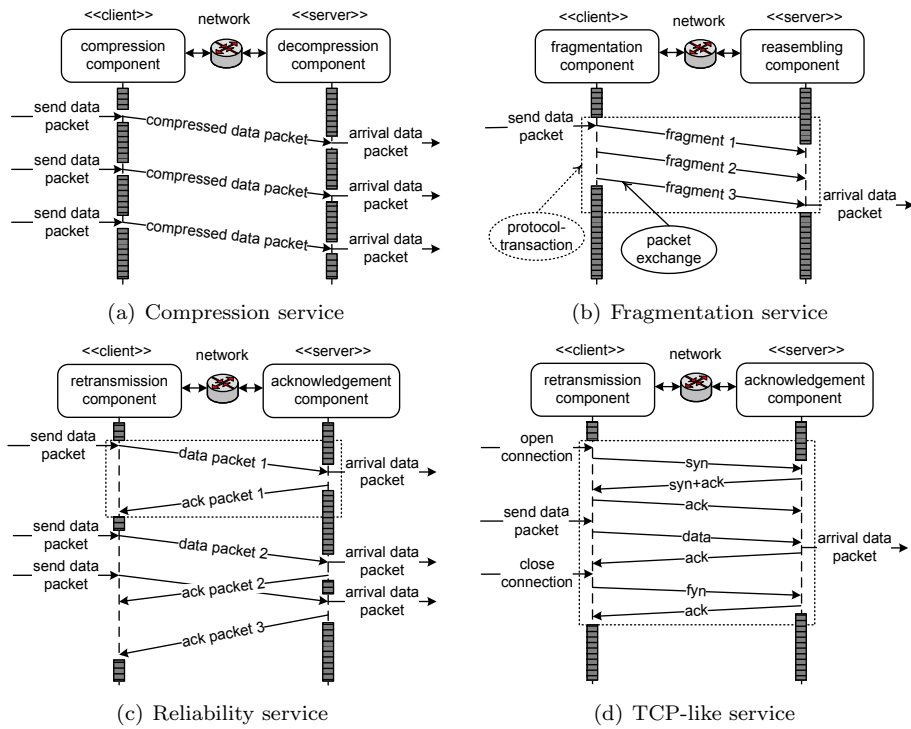 <<client>>
network
<<server>>
compression
component
decompression
component
send data
packet
compressed data packet
arrival data
packet
send data
packet
compressed data packet
arrival data
packet
send data
packet
compressed data packet
arrival data
packet
(a) Compression service
<<client>>
network
<<server>>
fragmentation
component
reasembling
component
send data
packet
fragment 1
fragment 2
fragment 3
arrival data
packet
protocol-
transaction
packet
exchange
(b) Fragmentation service
<<client>>
network
<<server>>
retransmission
component
acknowledgement
component
send data
packet
data packet 1
arrival data
packet
ack packet 1
send data
packet
data packet 2
arrival data
packet
send data
packet
ack packet 2
arrival data
packet
ack packet 3
(c) Reliability service
<<client>>
network
<<server>>
retransmission
component
acknowledgement
component
open
connection
syn
syn+ack
ack
send data
packet
data
arrival data
packet
ack
close
connection
fyn
ack
(d) TCP-like service